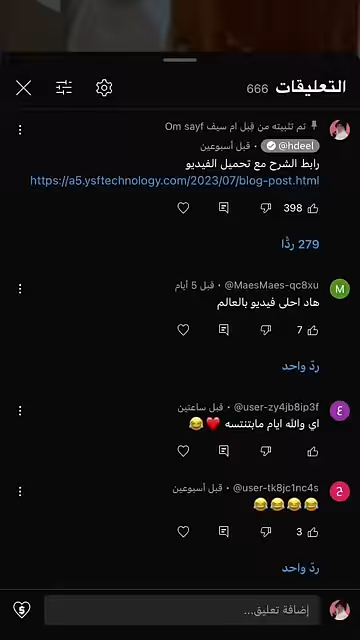 التعليقات 666
تم تثبيته من قِبل ام سيف Om sayf
@hdeel • قبل أسبوعين
رابط الشرح مع تحميل الفيديو
https://a5.ysftechnology.com/2023/07/blog-post.html
398
279 ردًّا
M
@MaesMaes-qc8xu • قبل 5 أيام
هاد احلى فيديو بالعالم
7
ردّ واحد
@user-zy4jb8ip3f • قبل ساعتين
اي والله ايام مابتنتسه ❤️😂
@user-tk8jc1nc4s • قبل أسبوعين
😂😂😂😂
3
ردّ واحد
إضافة تعليق...